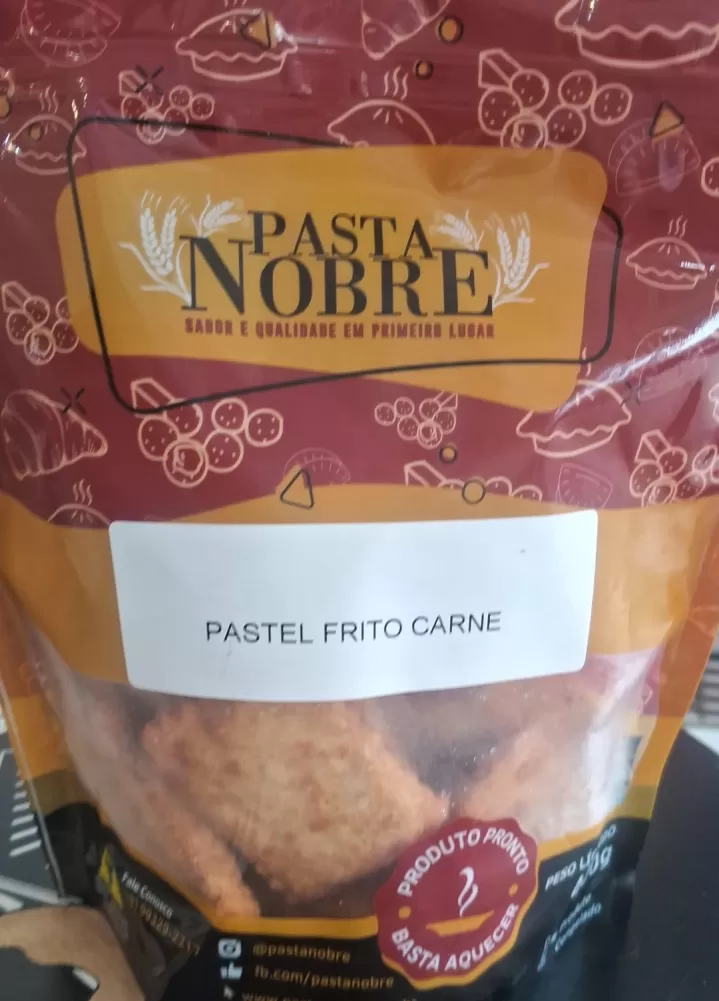 PASTA
NOBRE
SABOR E QUALIDADE EM PRIMEIRO LUGAR
PASTEL FRITO CARNE
PRODUTO PRONTO
BASTA AQUECER
PESO
Fale Conosco
@pastanobre
fb.com/pastanobre